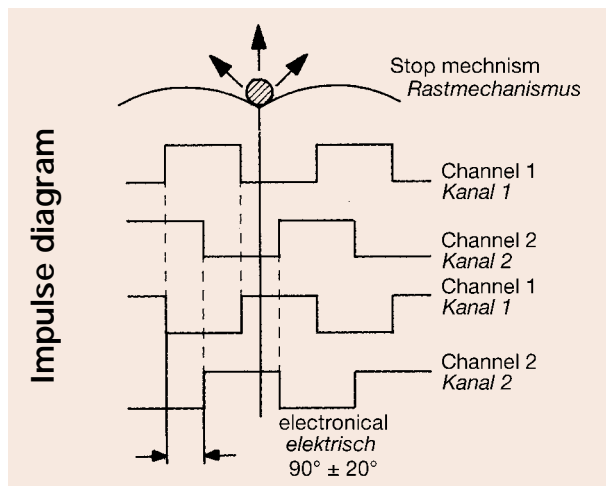 Impulse diagram
Stop mechnism
Rastmechanismus
Channel 1
Kanal 1
Channel 2
Kanal 2
Channel 1
Kanal 1
Channel 2
Kanal 2
electronical
elektrisch
90° ± 20°